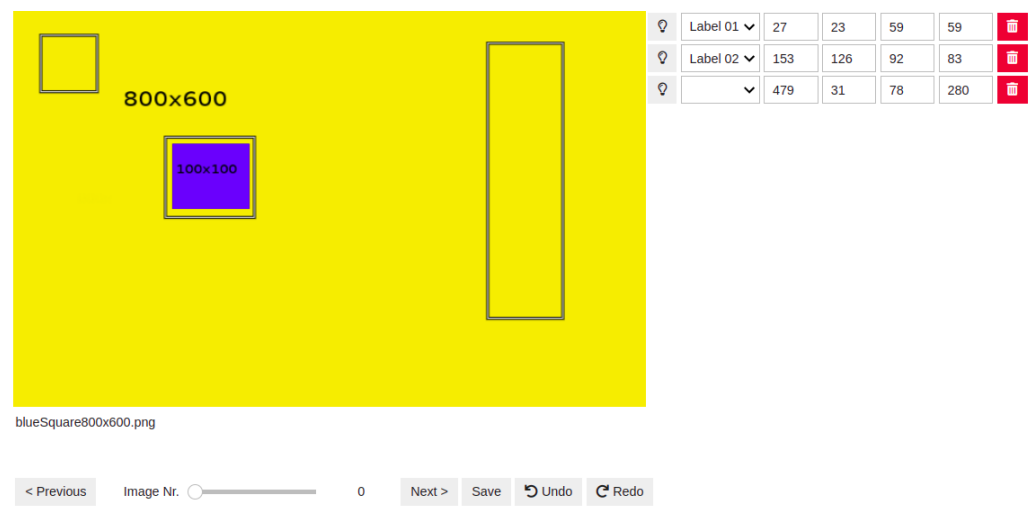 Label 01 27 23 59 59
Label 02 153 126 92 83
479 31 78 280
800x600
100x100
blueSquare800x600.png
< Previous Image Nr. 0 Next > Save Undo Redo